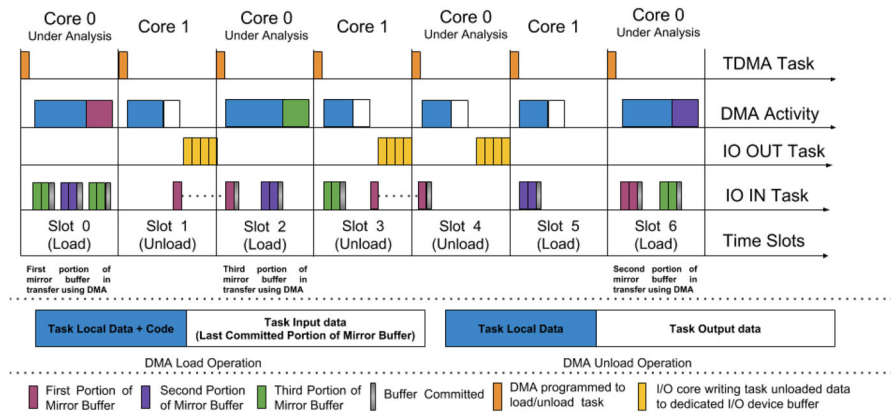 Core 0
Under Analysis
Core 1
Core 0
Under Analysis
Core 1
Core 0
Under Analysis
Core 1
Core 0
Under Analysis
TDMA Task
DMA Activity
IO OUT Task
IO IN Task
Slot 0
(Load)
Slot 1
(Unload)
Slot 2
(Load)
Slot 3
(Unload)
Slot 4
(Unload)
Slot 5
(Load)
Slot 6
(Load)
Time Slots
First portion of
mirror buffer in
transfer using DMA
Third portion of
mirror buffer in
transfer using DMA
Second portion of
mirror buffer in
transfer using DMA
Task Local Data + Code
Task Input data
(Last Committed Portion of Mirror Buffer)
Task Local Data
Task Output data
DMA Load Operation
DMA Unload Operation
First Portion of
Mirror Buffer
Second Portion
of Mirror Buffer
Third Portion of
Mirror Buffer
Buffer Committed
DMA programmed to
load/unload task
I/O core writing task unloaded data
to dedicated I/O device buffer